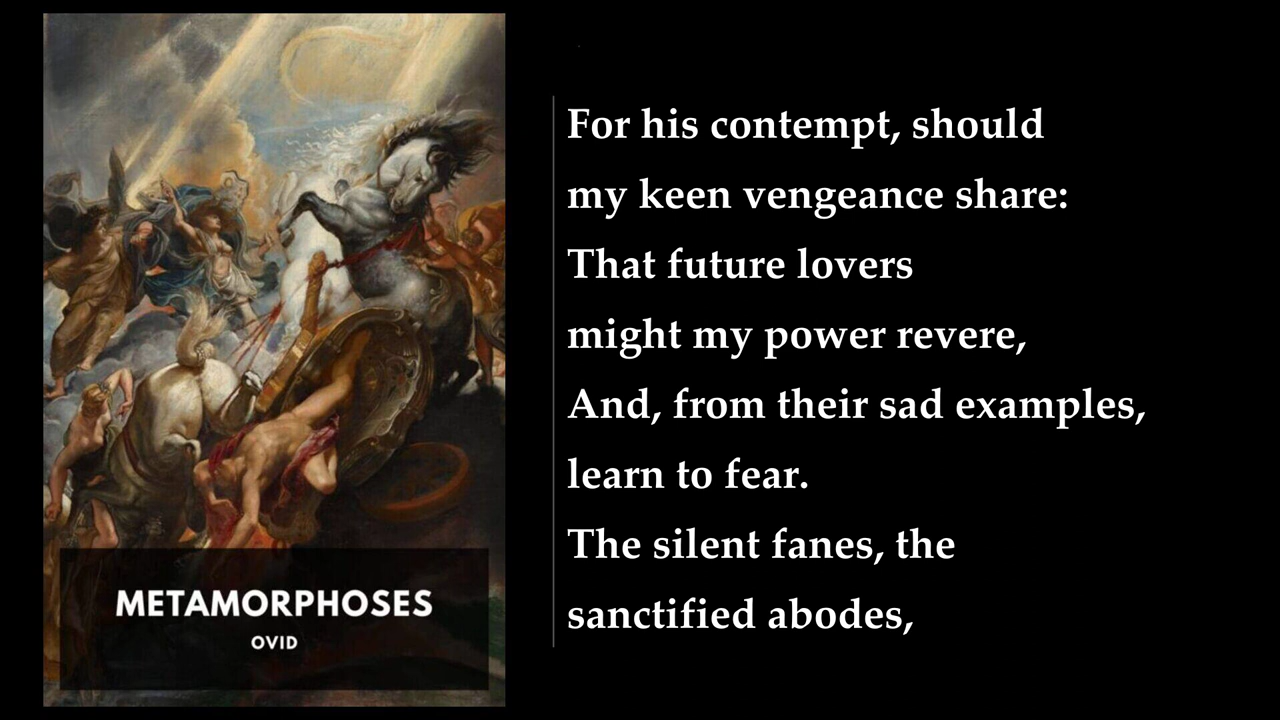 METAMORPHOSES
OVID
For his contempt, should
my keen vengeance share:
That future lovers
might my power revere,
And, from their sad examples,
learn to fear.
The silent fanes, the
sanctified abodes,